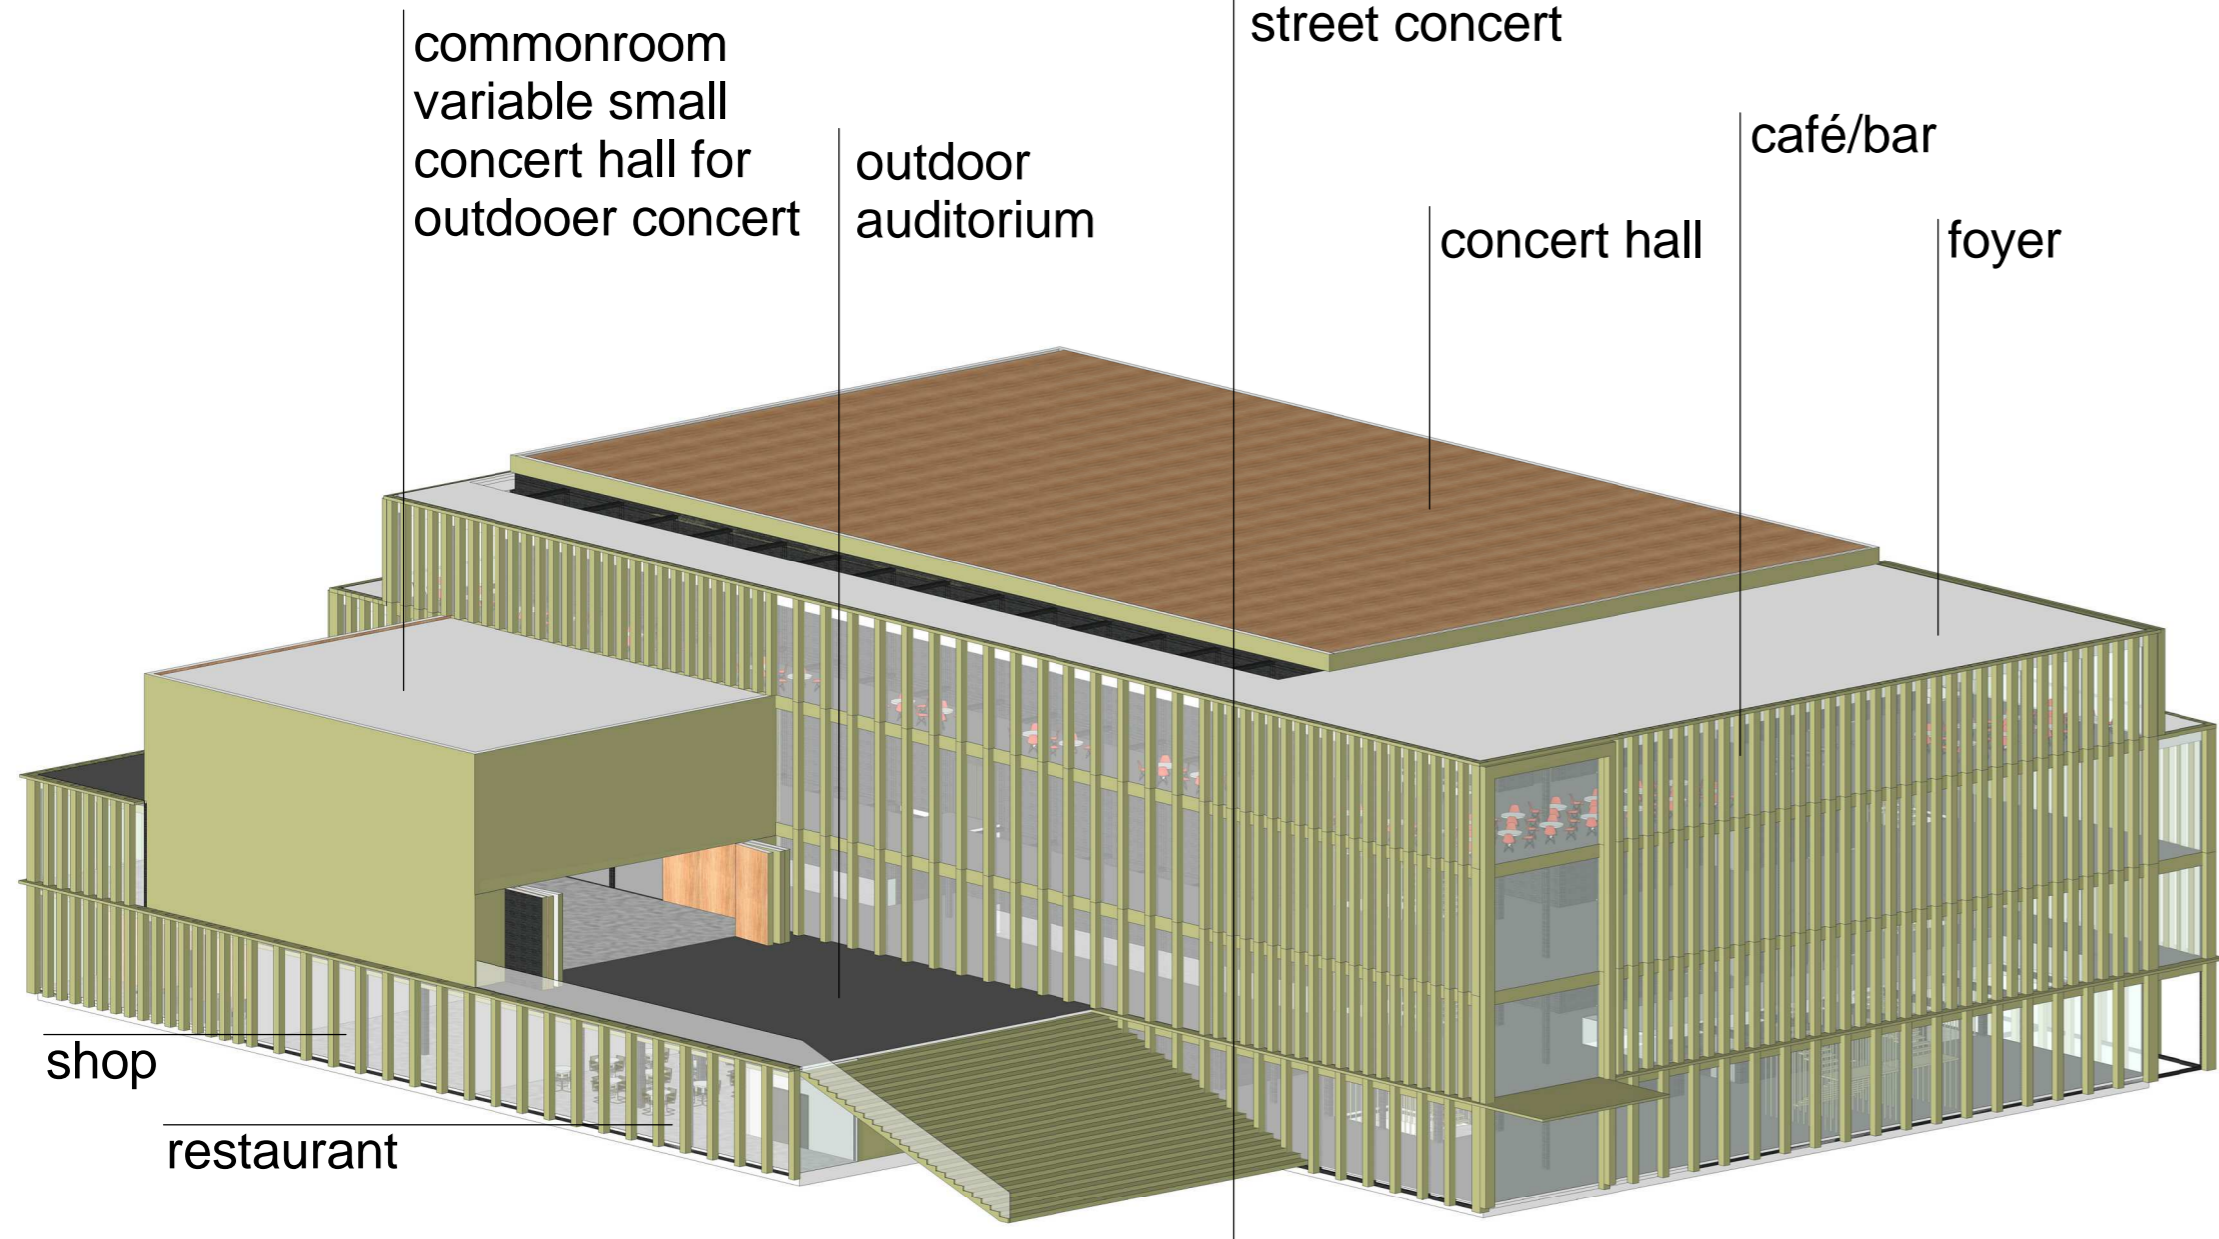 street concert
commonroom
variable small
concert hall for
outdooer concert
outdoor
auditorium
café/bar
concert hall
foyer
shop
restaurant